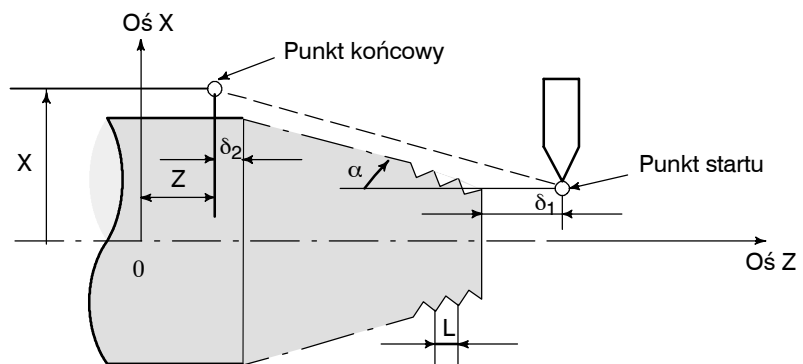 Oś X
Punkt końcowy
X
Z
δ2
α
Punkt startu
δ1
0
Oś Z
L